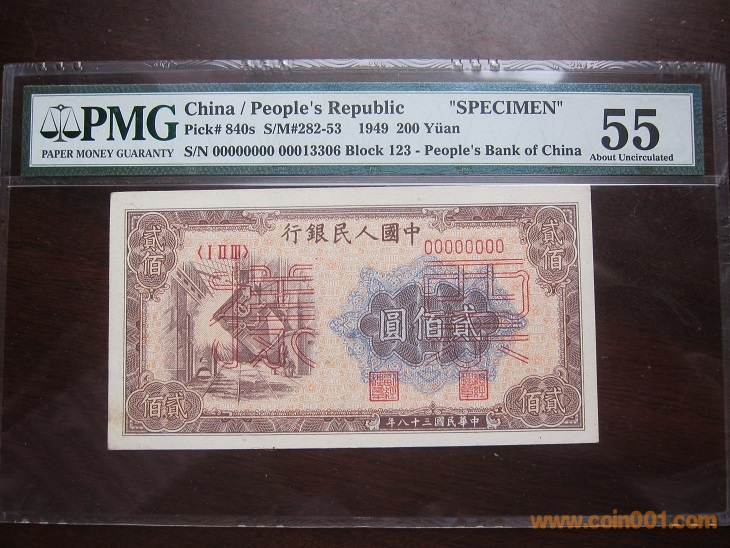 PMG
PAPER MONEY GUARANTY
China / People's Republic "SPECIMEN"
Pick# 840s S/M#282-53 1949 200 Yüan
S/N 00000000 00013306 Block 123 - People's Bank of China
55
About Uncirculated
行銀民人國中
〈I II III〉
00000000
貳佰
貳佰
圓佰貳
佰貳
佰貳
年八十三國民華中
www.coin001.com